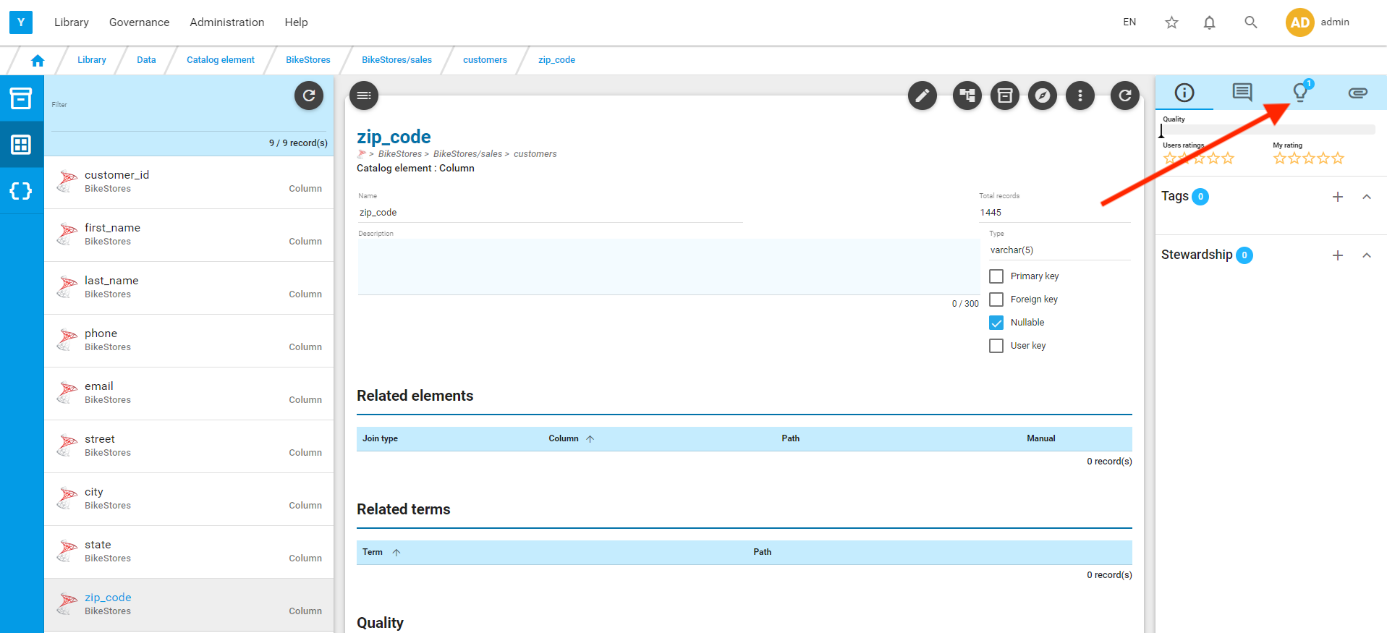 Y Library Governance Administration Help EN AD admin
Library Data Catalog element BikeStores BikeStores/sales customers zip_code
Filter
9 / 9 record(s)
customer_id
BikeStores Column
first_name
BikeStores Column
last_name
BikeStores Column
phone
BikeStores Column
email
BikeStores Column
street
BikeStores Column
city
BikeStores Column
state
BikeStores Column
zip_code
BikeStores Column
zip_code
> BikeStores > BikeStores/sales > customers
Catalog element : Column
Name
zip_code
Total records
1445
Description
0 / 300
Type
varchar(5)
Primary key
Foreign key
Nullable
User key
Related elements
Join type Column Path Manual
0 record(s)
Related terms
Term Path
0 record(s)
Quality
1
Quality
Users ratings My rating
Tags 0
Stewardship 0